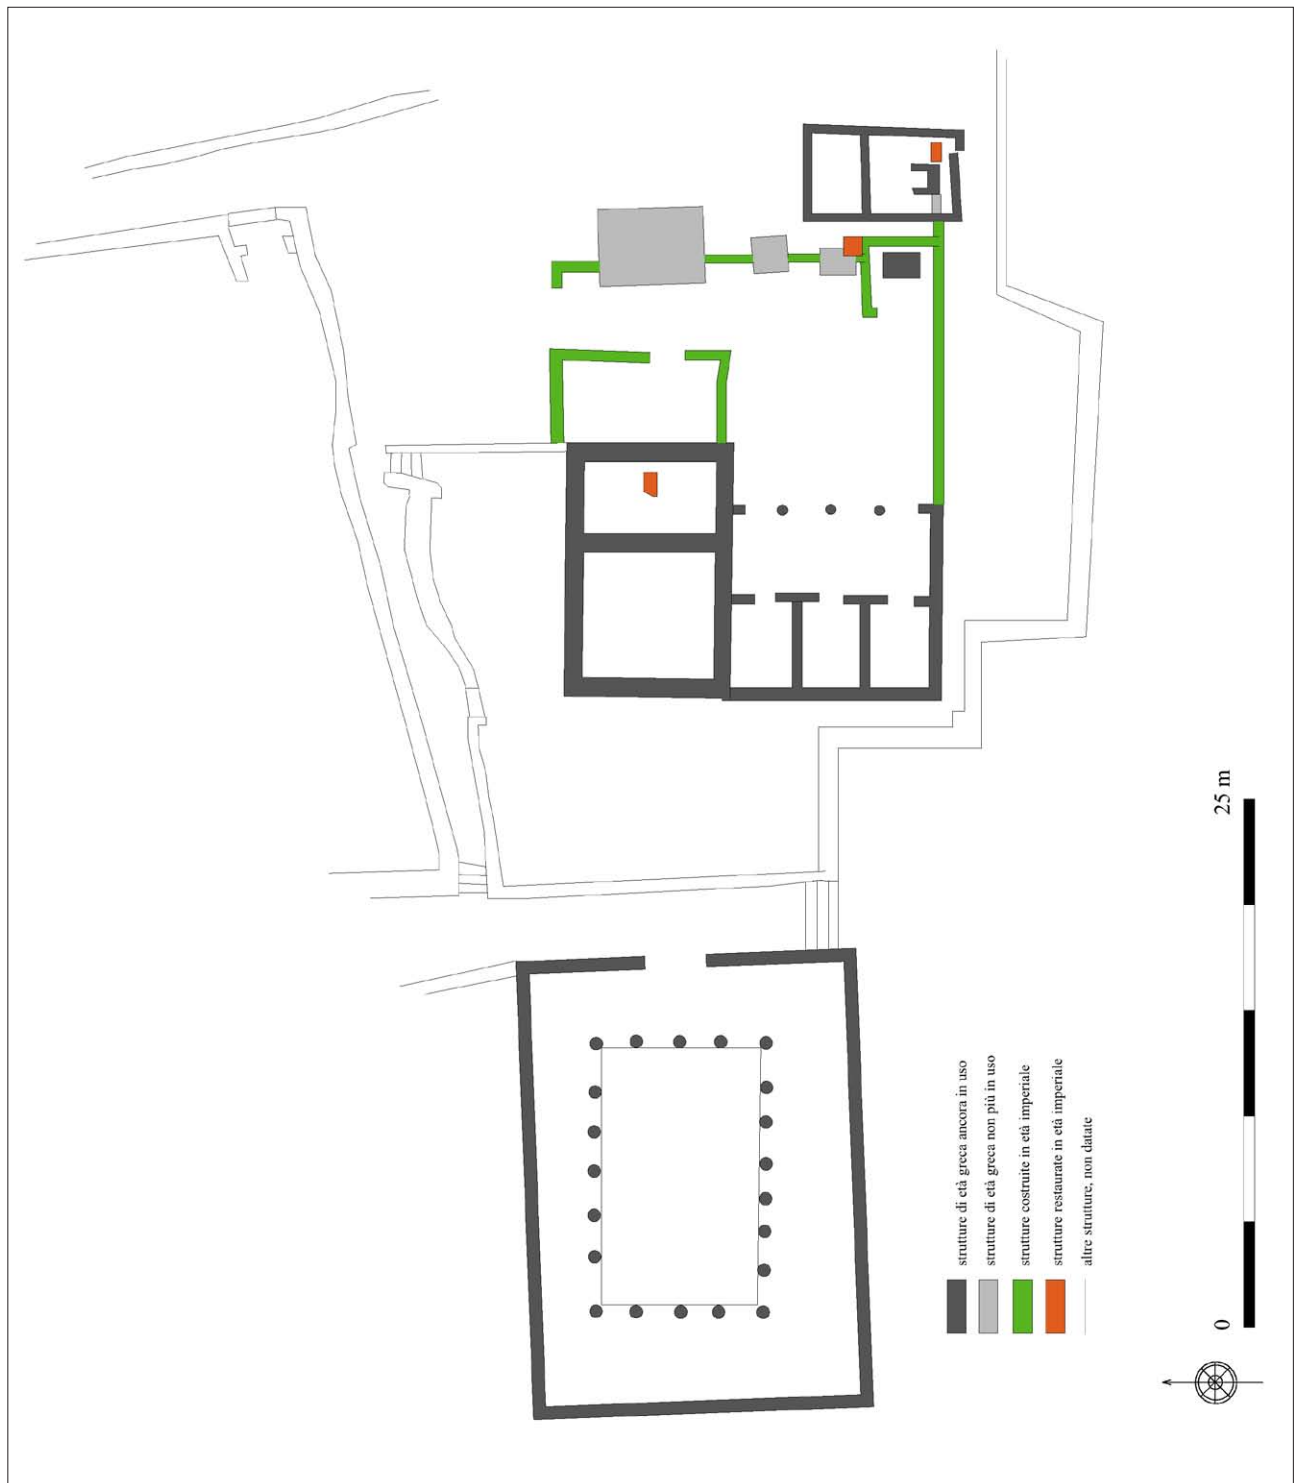 strutture di età greca ancora in uso
strutture di età greca non più in uso
strutture costruite in età imperiale
strutture restaurate in età imperiale
altre strutture, non datate
0
25 m